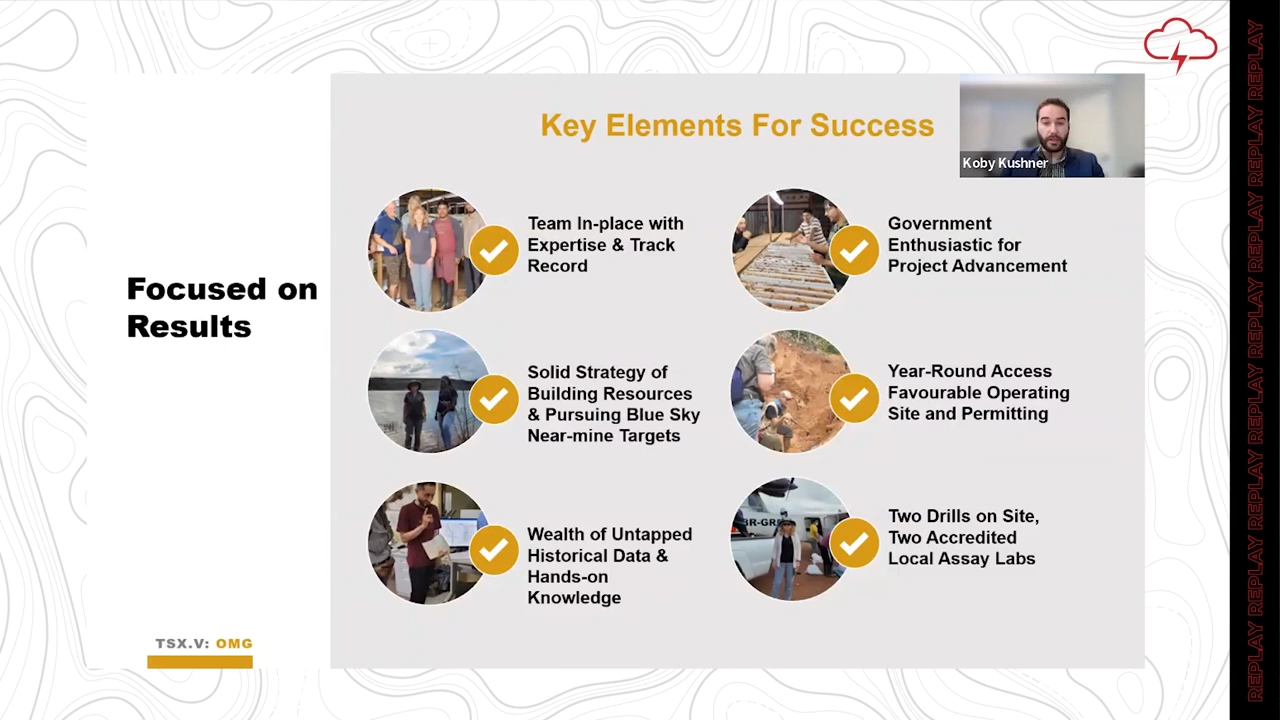 Key Elements For Success
Koby Kushner
Focused on
Results
Team In-place with
Expertise & Track
Record
Government
Enthusiastic for
Project Advancement
Solid Strategy of
Building Resources
& Pursuing Blue Sky
Near-mine Targets
Year-Round Access
Favourable Operating
Site and Permitting
Wealth of Untapped
Historical Data &
Hands-on
Knowledge
Two Drills on Site,
Two Accredited
Local Assay Labs
TSX.V: OMG
REPLAY REPLAY REPLAY REPLAY REPLAY REPLAY REPLAY REPLAY